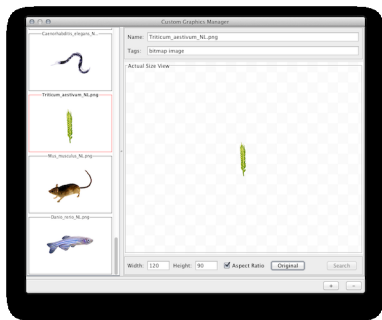 Custom Graphics Manager
Caenorhabditis_elegans_N...
Triticum_aestivum_NL.png
Mus_musculus_NL.png
Danio_rerio_NL.png
Name: Triticum_aestivum_NL.png
Tags: bitmap image
Actual Size View
Width: 120 Height: 90 Aspect Ratio Original Search
+ -